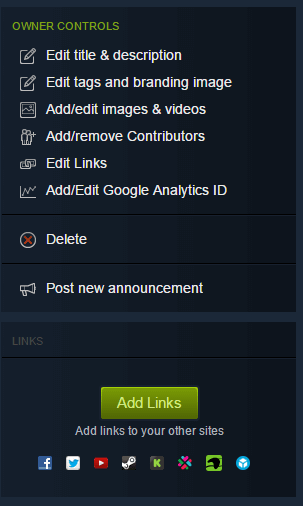 OWNER CONTROLS
Edit title & description
Edit tags and branding image
Add/edit images & videos
Add/remove Contributors
Edit Links
Add/Edit Google Analytics ID
Delete
Post new announcement
LINKS
Add Links
Add links to your other sites